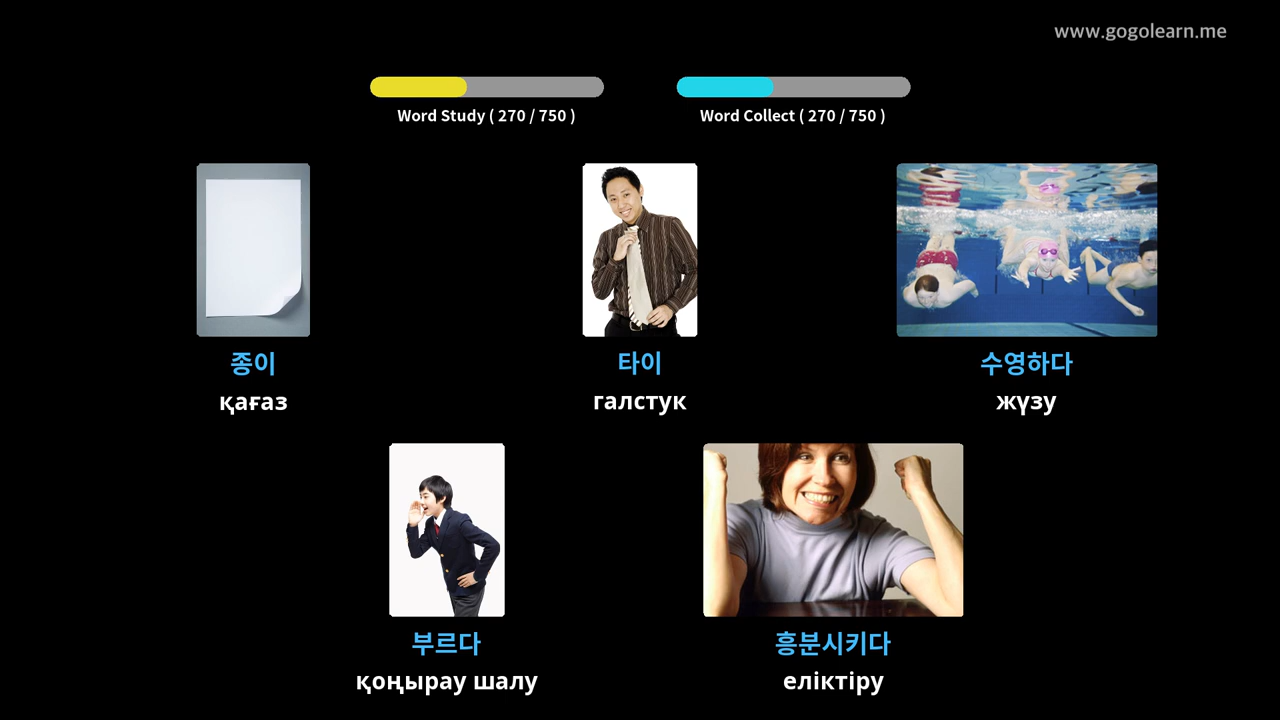 www.gogolearn.me
Word Study ( 270 / 750 )
Word Collect ( 270 / 750 )
종이
타이
수영하다
қағаз
галстук
жүзу
부르다
흥분시키다
қоңырау шалу
еліктіру